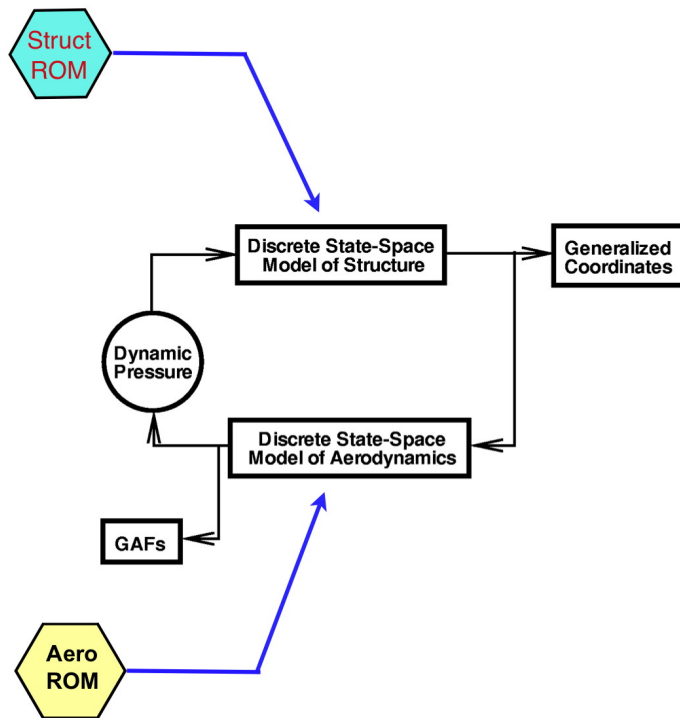 Struct
ROM
Discrete State-Space
Model of Structure
Generalized
Coordinates
Dynamic
Pressure
Discrete State-Space
Model of Aerodynamics
GAFs
Aero
ROM